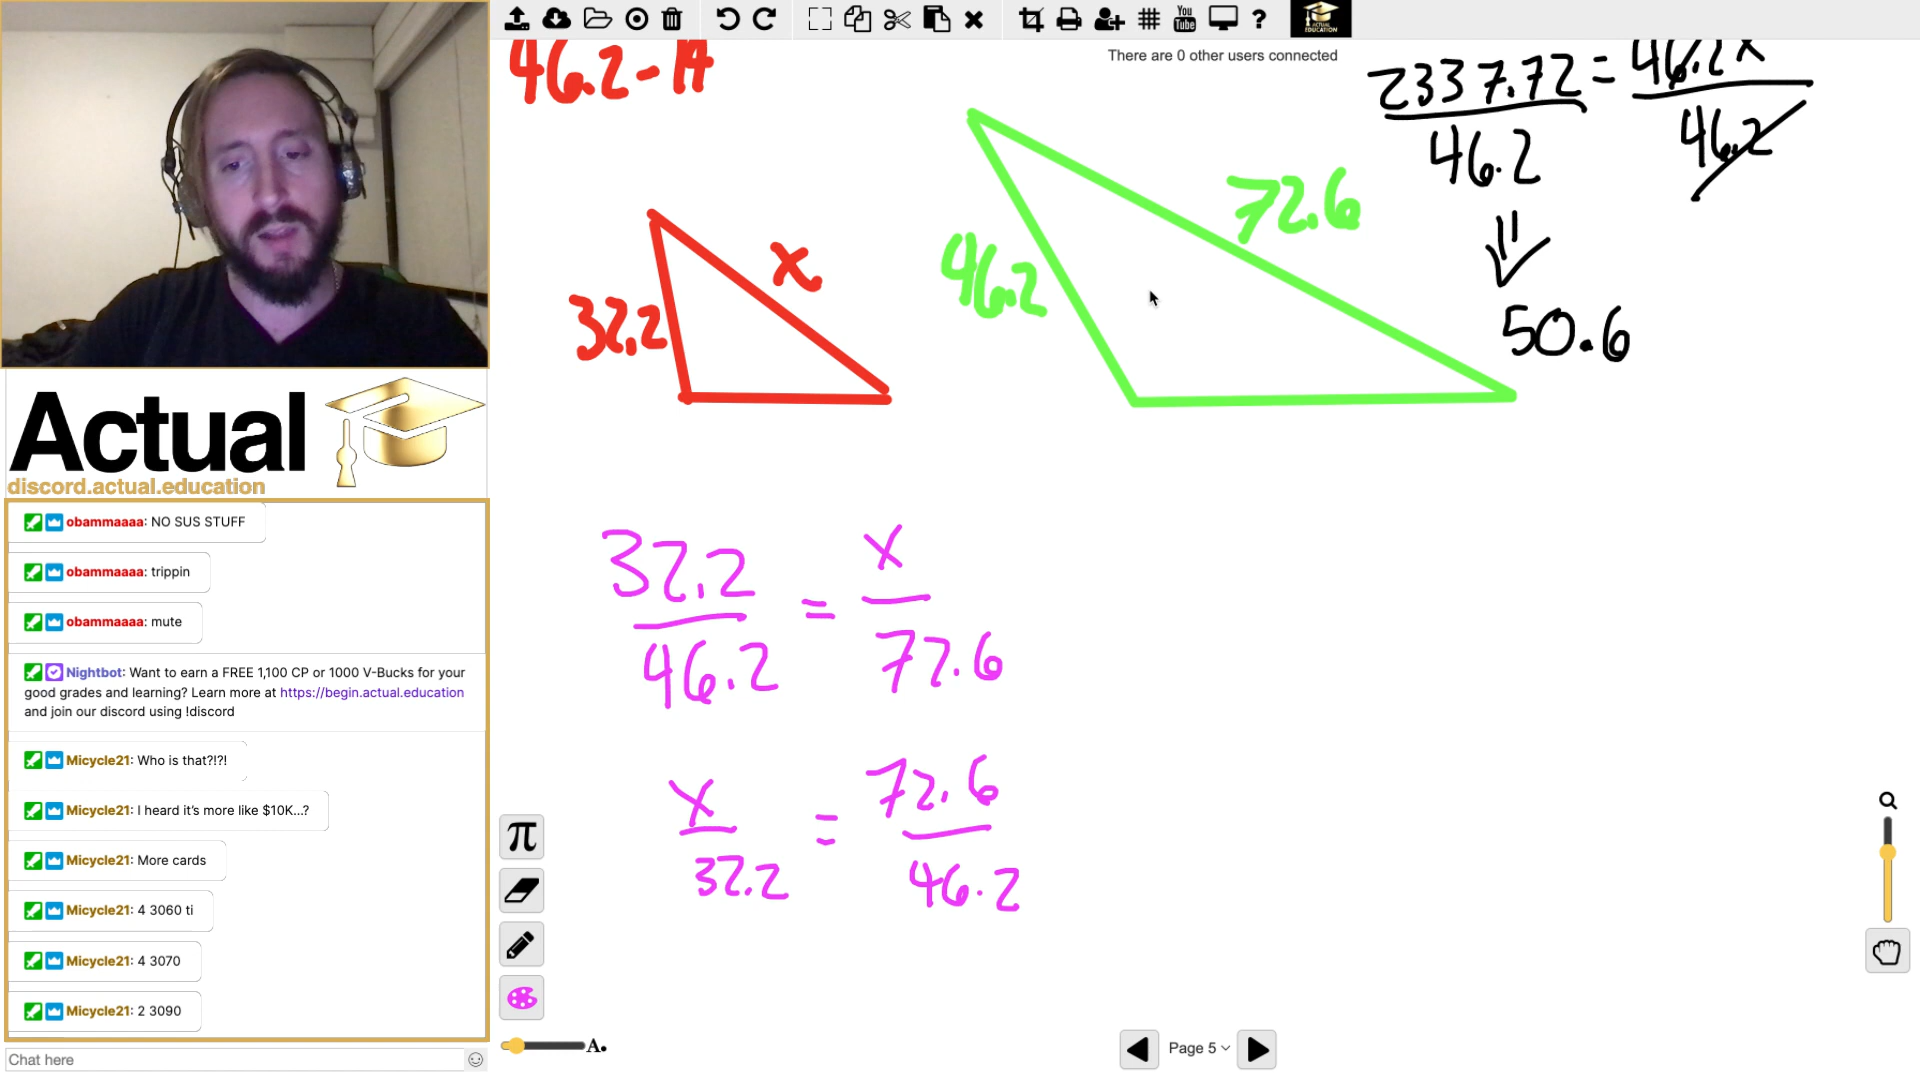 There are 0 other users connected
46.2-14
2337.72 = 46.2x
46.2 46.2
50.6
32.2
x
46.2
72.6
32.2 = x
46.2 72.6
x = 72.6
32.2 46.2
You
Tube
?
ACTUAL
EDUCATION
Actual
discord.actual.education
obammaaaa: NO SUS STUFF
obammaaaa: trippin
obammaaaa: mute
Nightbot: Want to earn a FREE 1,100 CP or 1000 V-Bucks for your
good grades and learning? Learn more at https://begin.actual.education
and join our discord using !discord
Micycle21: Who is that?!?!
Micycle21: I heard it’s more like $10K...?
Micycle21: More cards
Micycle21: 4 3060 ti
Micycle21: 4 3070
Micycle21: 2 3090
Chat here
π
A.
Page 5